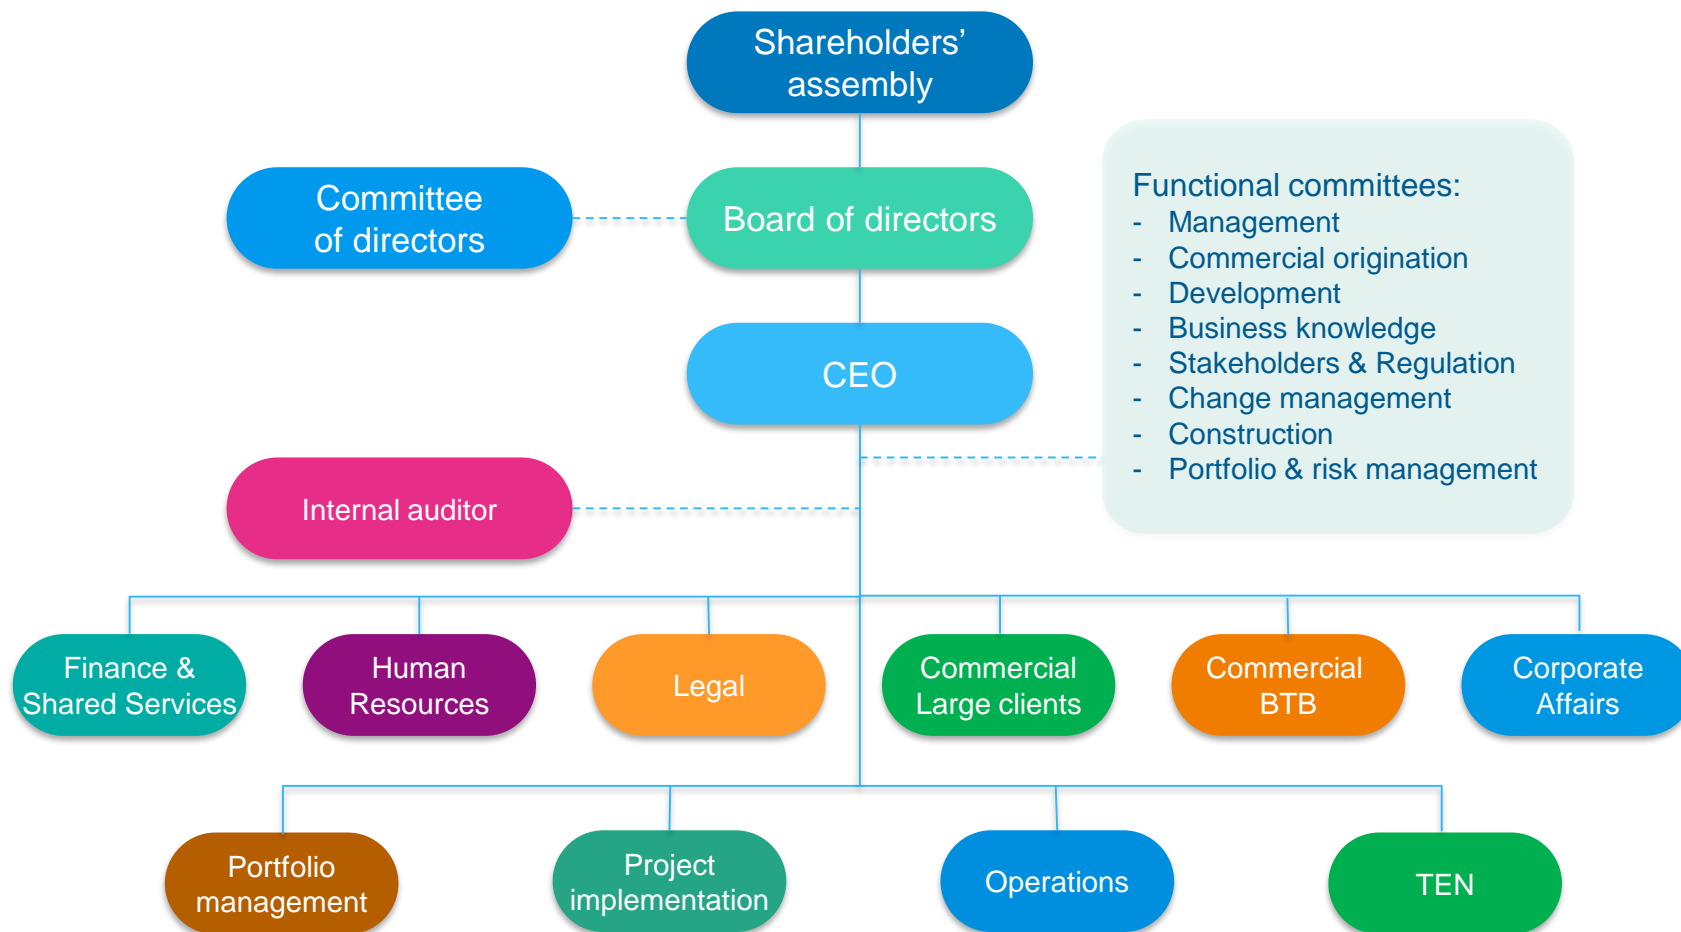 Shareholders’
assembly
Committee
of directors
Board of directors
Functional committees:
- Management
- Commercial origination
- Development
- Business knowledge
- Stakeholders & Regulation
- Change management
- Construction
- Portfolio & risk management
CEO
Internal auditor
Finance &
Shared Services
Human
Resources
Legal
Commercial
Large clients
Commercial
BTB
Corporate
Affairs
Portfolio
management
Project
implementation
Operations
TEN